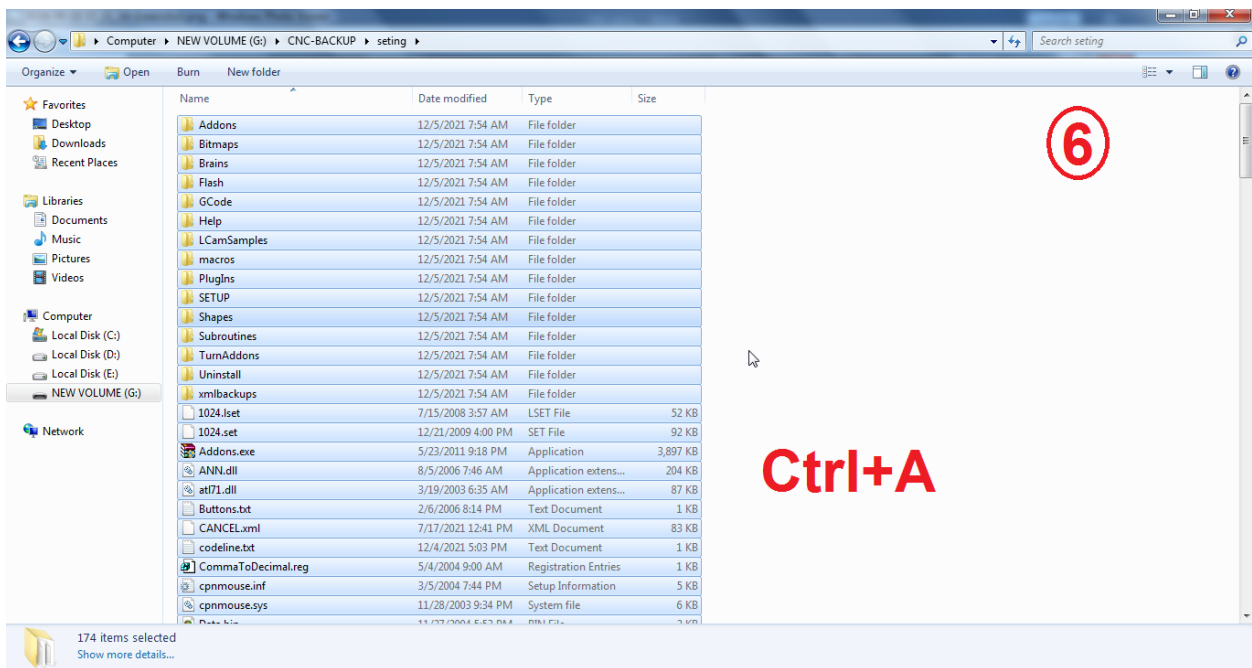 Computer NEW VOLUME (G:) CNC-BACKUP seting
Search seting
Organize Open Burn New folder
Favorites
Desktop
Downloads
Recent Places
Libraries
Documents
Music
Pictures
Videos
Computer
Local Disk (C:)
Local Disk (D:)
Local Disk (E:)
NEW VOLUME (G:)
Network
Name Date modified Type Size
Addons 12/5/2021 7:54 AM File folder
Bitmaps 12/5/2021 7:54 AM File folder
Brains 12/5/2021 7:54 AM File folder
Flash 12/5/2021 7:54 AM File folder
GCode 12/5/2021 7:54 AM File folder
Help 12/5/2021 7:54 AM File folder
LCamSamples 12/5/2021 7:54 AM File folder
macros 12/5/2021 7:54 AM File folder
PlugIns 12/5/2021 7:54 AM File folder
SETUP 12/5/2021 7:54 AM File folder
Shapes 12/5/2021 7:54 AM File folder
Subroutines 12/5/2021 7:54 AM File folder
TurnAddons 12/5/2021 7:54 AM File folder
Uninstall 12/5/2021 7:54 AM File folder
xmlbackups 12/5/2021 7:54 AM File folder
1024.lset 7/15/2008 3:57 AM LSET File 52 KB
1024.set 12/21/2009 4:00 PM SET File 92 KB
Addons.exe 5/23/2011 9:18 PM Application 3,897 KB
ANN.dll 8/5/2006 7:46 AM Application extens... 204 KB
atl71.dll 3/19/2003 6:35 AM Application extens... 87 KB
Buttons.txt 2/6/2006 8:14 PM Text Document 1 KB
CANCEL.xml 7/17/2021 12:41 PM XML Document 83 KB
codeline.txt 12/4/2021 5:03 PM Text Document 1 KB
CommaToDecimal.reg 5/4/2004 9:00 AM Registration Entries 1 KB
cpnmouse.inf 3/5/2004 7:44 PM Setup Information 5 KB
cpnmouse.sys 11/28/2003 9:34 PM System file 6 KB
6
Ctrl+A
174 items selected
Show more details...